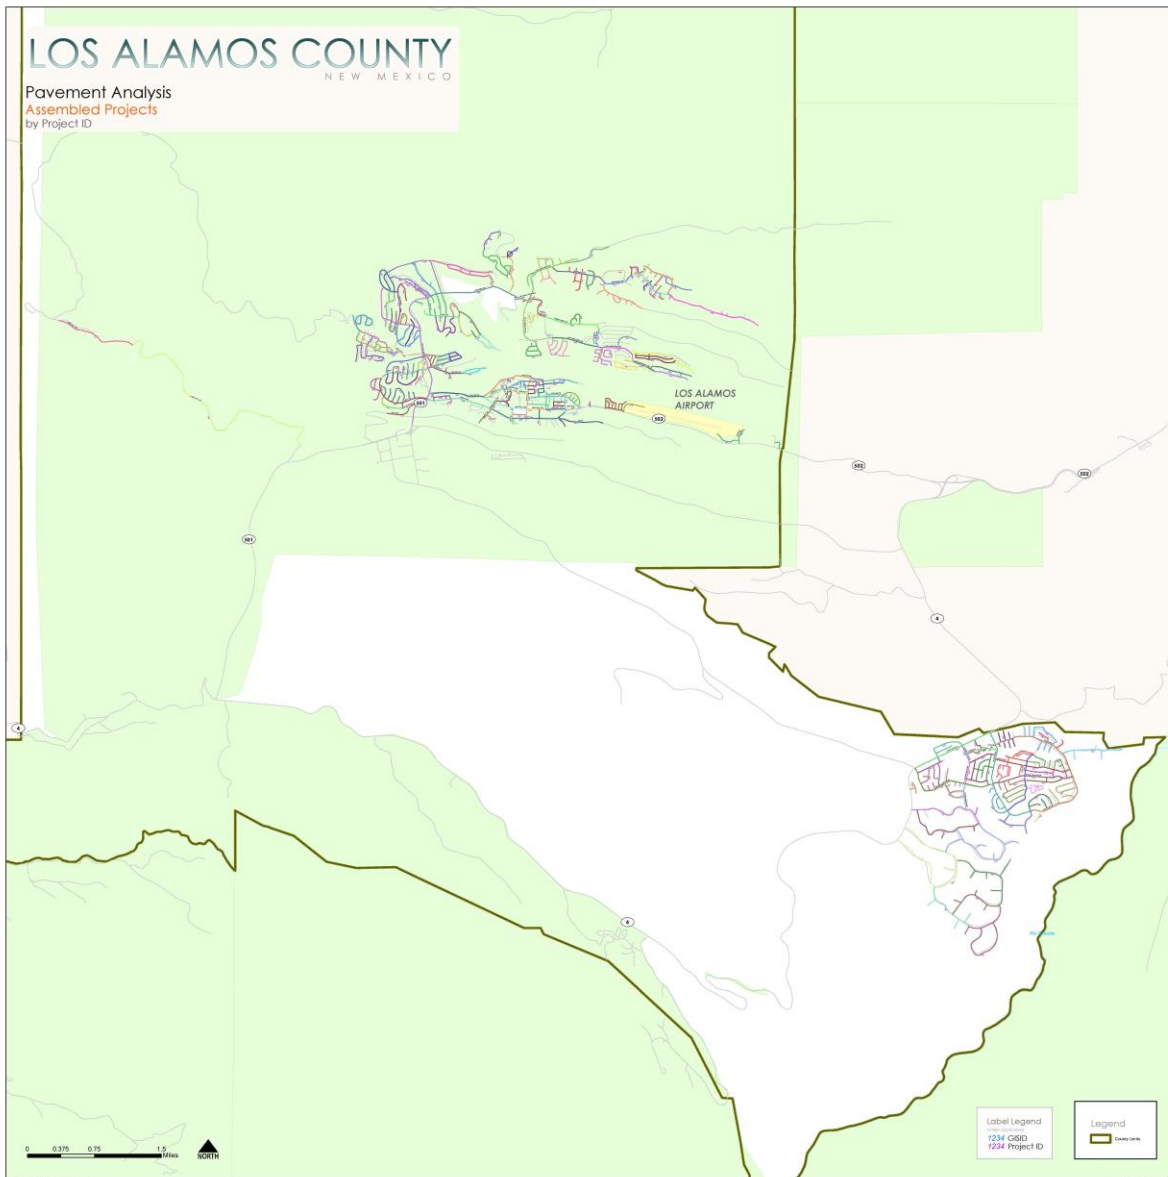 LOS ALAMOS COUNTY
NEW MEXICO
Pavement Analysis
Assembled Projects
by Project ID
LOS ALAMOS
AIRPORT
501
502
502
502
501
4
4
4
0 0.375 0.75 1.5
Miles
NORTH
Label Legend
1234 GISID
1234 Project ID
Legend
County Limits